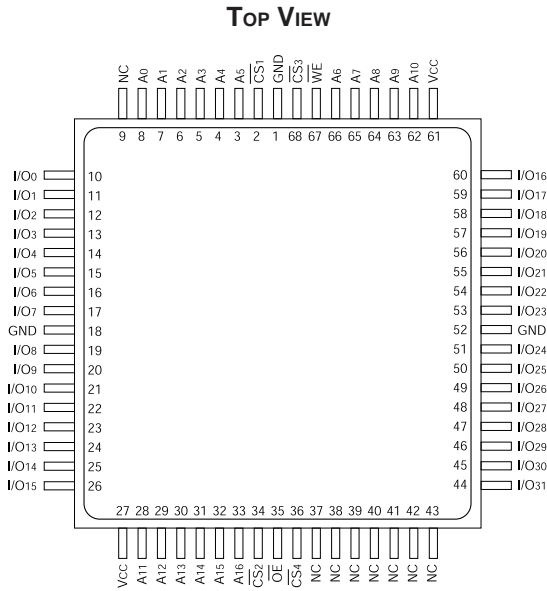 TOP VIEW
NC A0 A1 A2 A3 A4 A5 C̅S̅1 GND C̅S̅3 W̅E̅ A6 A7 A8 A9 A10 VCC
9 8 7 6 5 4 3 2 1 68 67 66 65 64 63 62 61
I/O0 10 60 I/O16
I/O1 11 59 I/O17
I/O2 12 58 I/O18
I/O3 13 57 I/O19
I/O4 14 56 I/O20
I/O5 15 55 I/O21
I/O6 16 54 I/O22
I/O7 17 53 I/O23
GND 18 52 GND
I/O8 19 51 I/O24
I/O9 20 50 I/O25
I/O10 21 49 I/O26
I/O11 22 48 I/O27
I/O12 23 47 I/O28
I/O13 24 46 I/O29
I/O14 25 45 I/O30
I/O15 26 44 I/O31
27 28 29 30 31 32 33 34 35 36 37 38 39 40 41 42 43
VCC A11 A12 A13 A14 A15 A16 C̅S̅2 O̅E̅ C̅S̅4 NC NC NC NC NC NC NC